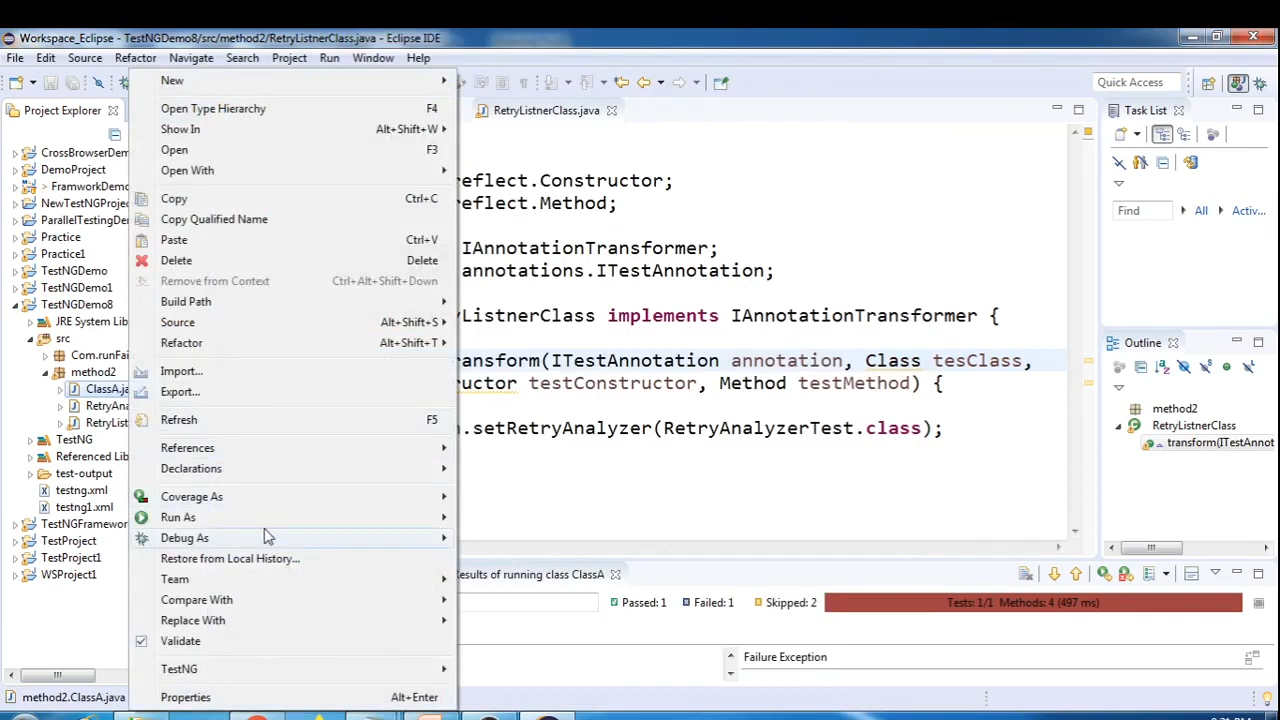 Workspace_Eclipse - TestNGDemo8/src/method2/RetryListnerClass.java - Eclipse IDE
File Edit Source Refactor Navigate Search Project Run Window Help
Quick Access
Project Explorer
CrossBrowserDem
DemoProject
> FramworkDemo
NewTestNGProjec
ParallelTestingDe
Practice
Practice1
TestNGDemo
TestNGDemo1
TestNGDemo8
JRE System Lib
src
Com.runFai
method2
ClassA.ja
RetryAn
RetryLis
TestNG
Referenced Lib
test-output
testng.xml
testng1.xml
TestNGFramewor
TestProject
TestProject1
WSProject1
New
Open Type Hierarchy F4
Show In Alt+Shift+W
Open F3
Open With
Copy Ctrl+C
Copy Qualified Name
Paste Ctrl+V
Delete Delete
Remove from Context Ctrl+Alt+Shift+Down
Build Path
Source Alt+Shift+S
Refactor Alt+Shift+T
Import...
Export...
Refresh F5
References
Declarations
Coverage As
Run As
Debug As
Restore from Local History...
Team
Compare With
Replace With
Validate
TestNG
Properties Alt+Enter
RetryListnerClass.java
reflect.Constructor;
reflect.Method;
IAnnotationTransformer;
annotations.ITestAnnotation;
yListnerClass implements IAnnotationTransformer {
ansform(ITestAnnotation annotation, Class tesClass,
uctor testConstructor, Method testMethod) {
n.setRetryAnalyzer(RetryAnalyzerTest.class);
Task List
Find All Activ...
Outline
method2
RetryListnerClass
transform(ITestAnnot
esults of running class ClassA
Passed: 1 Failed: 1 Skipped: 2 Tests: 1/1 Methods: 4 (497 ms)
Failure Exception
method2.ClassA.java